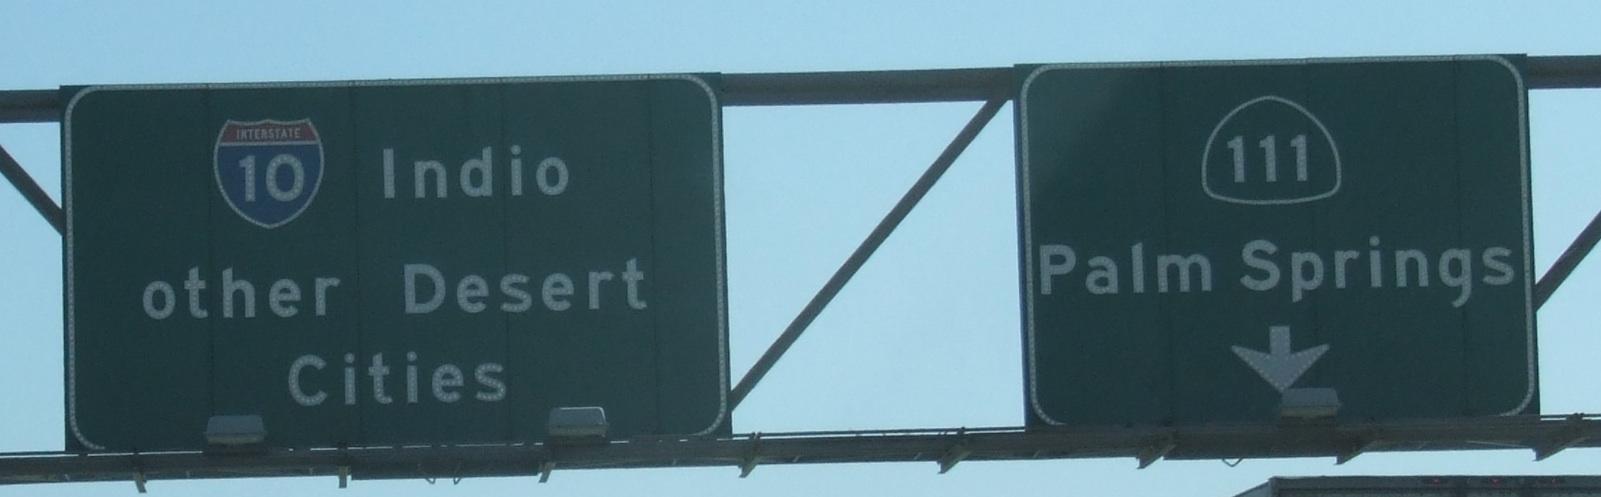 INTERSTATE
10 Indio
other Desert
Cities
111
Palm Springs